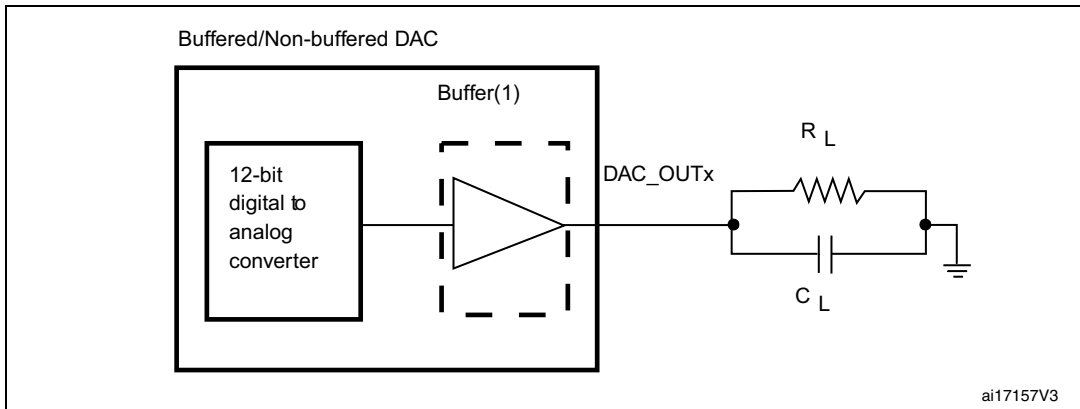 Buffered/Non-buffered DAC
Buffer(1)
12-bit
digital to
analog
converter
DAC_OUTx
R L
C L
ai17157V3